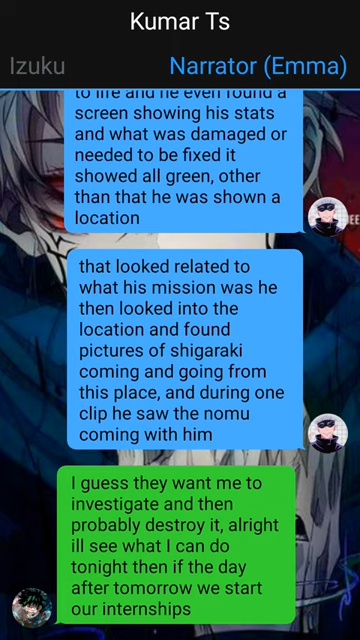 Kumar Ts
Izuku
Narrator (Emma)
to life and he even found a
screen showing his stats
and what was damaged or
needed to be fixed it
showed all green, other
than that he was shown a
location
that looked related to
what his mission was he
then looked into the
location and found
pictures of shigaraki
coming and going from
this place, and during one
clip he saw the nomu
coming with him
I guess they want me to
investigate and then
probably destroy it, alright
ill see what I can do
tonight then if the day
after tomorrow we start
our internships